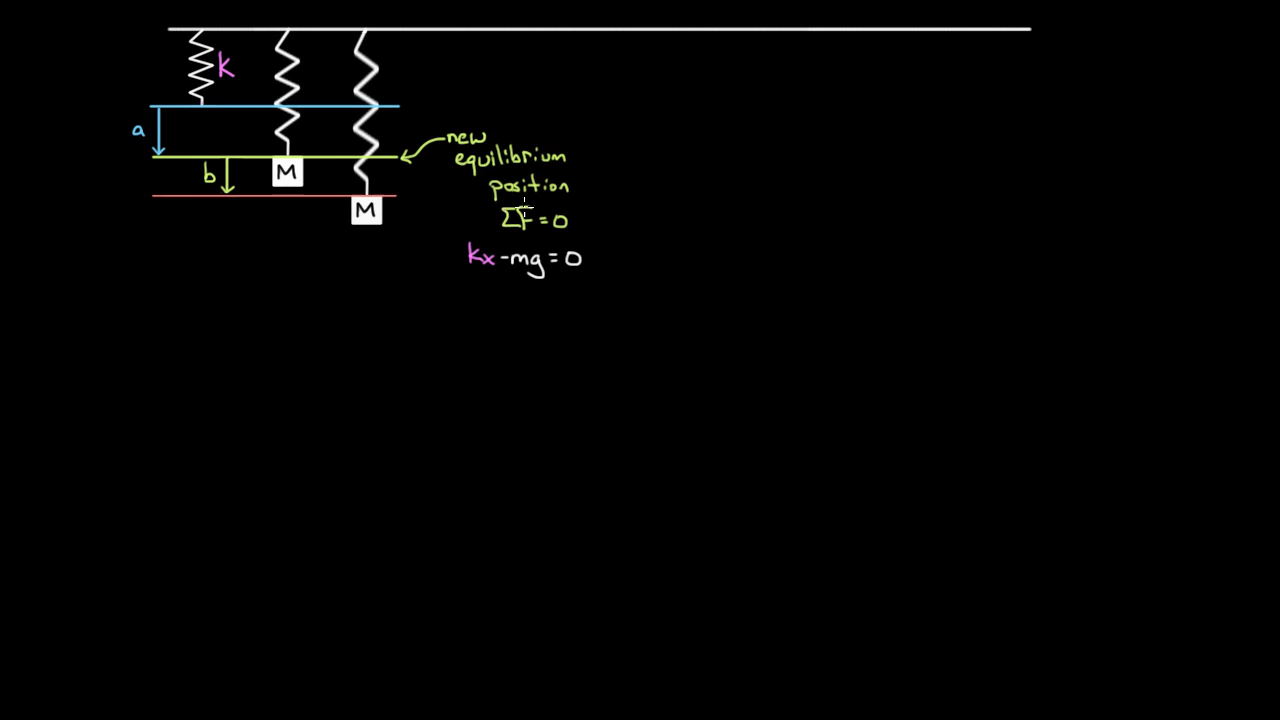 k
a
b
M
M
new
equilibrium
position
ΣF = 0
kx - mg = 0